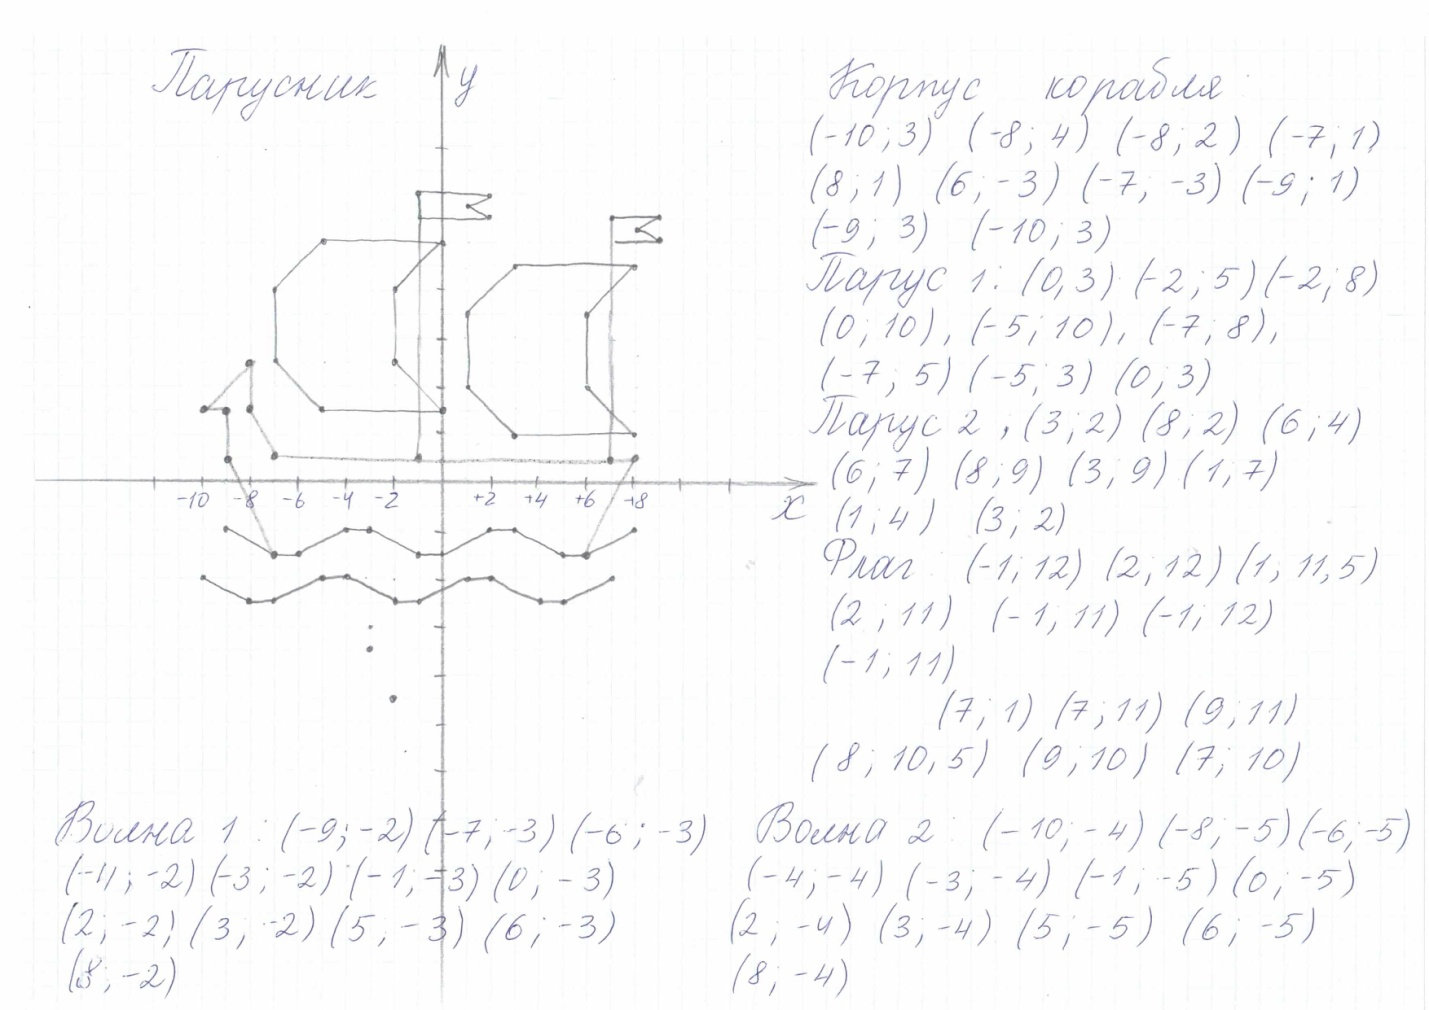 Парусник
y
-10 -8 -6 -4 -2 +2 +4 +6 +8
x
Корпус корабля:
(-10;3) (-8;4) (-8;2) (-7;1)
(8;1) (6;-3) (-7;-3) (-9;1)
(-9;3) (-10;3)
Парус 1: (0,3) (-2;5) (-2;8)
(0;10), (-5;10), (-7;8),
(-7;5) (-5;3) (0;3)
Парус 2, (3;2) (8;2) (6;4)
(6;7) (8;9) (3;9) (1,7)
(1;4) (3;2)
Флаг (-1;12) (2;12) (1;11,5)
(2;11) (-1;11) (-1;12)
(-1;11)
(7;1) (7;11) (9;11)
(8;10,5) (9;10) (7;10)
Волна 1: (-9;-2) (-7;-3) (-6;-3)
(-4;-2) (-3;-2) (-1;-3) (0;-3)
(2;-2; (3;-2) (5;-3) (6;-3)
(8;-2)
Волна 2: (-10;-4) (-8;-5) (-6;-5)
(-4;-4) (-3;-4) (-1;-5) (0;-5)
(2;-4) (3;-4) (5;-5) (6;-5)
(8;-4)